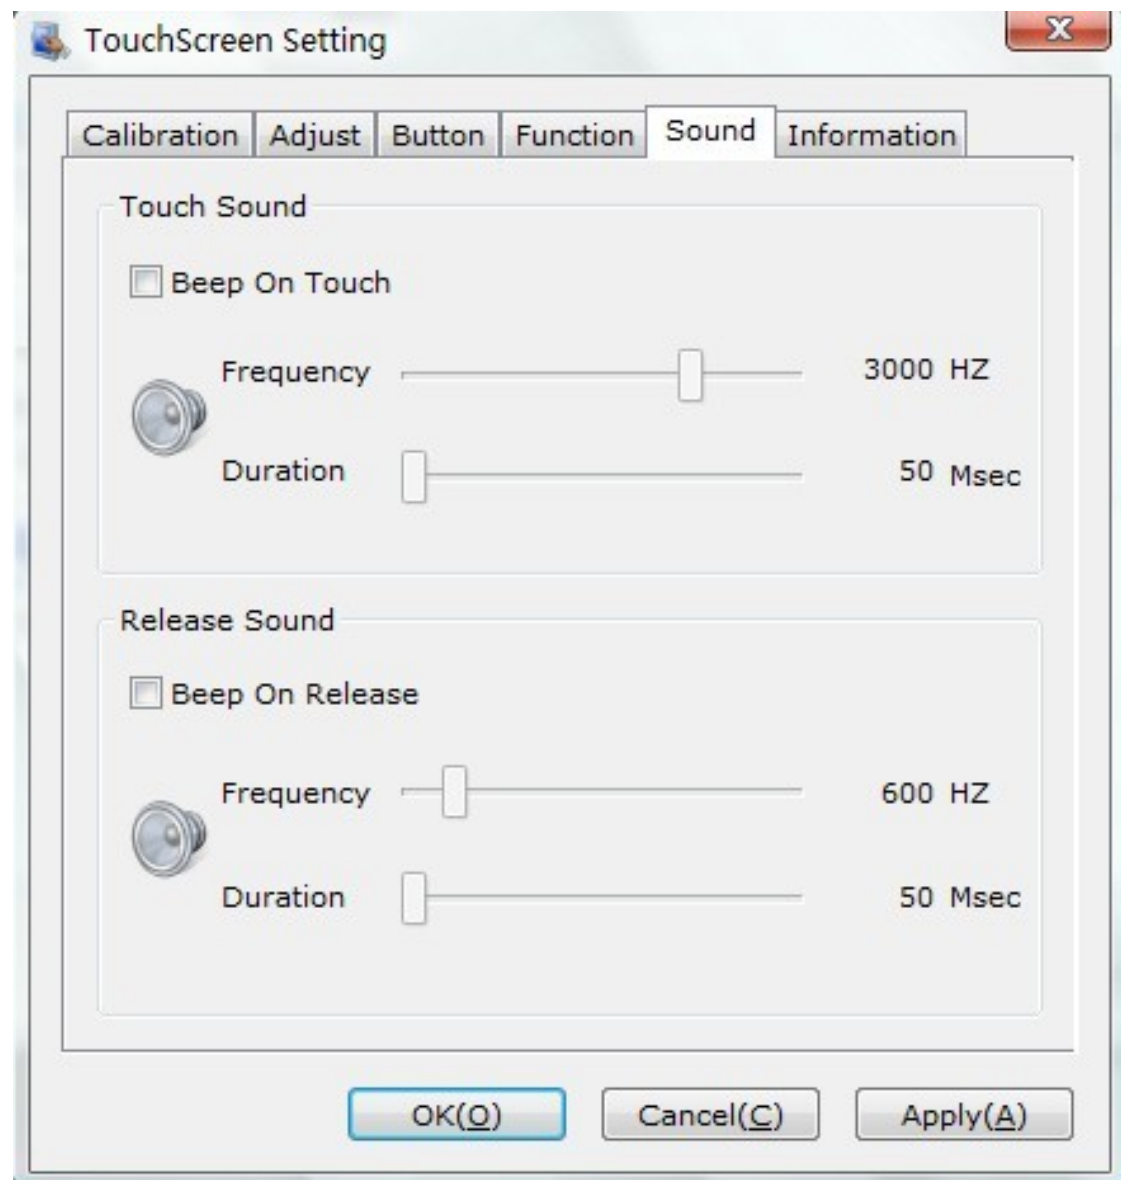 TouchScreen Setting
Calibration Adjust Button Function Sound Information
Touch Sound
Beep On Touch
Frequency 3000 HZ
Duration 50 Msec
Release Sound
Beep On Release
Frequency 600 HZ
Duration 50 Msec
OK(O) Cancel(C) Apply(A)